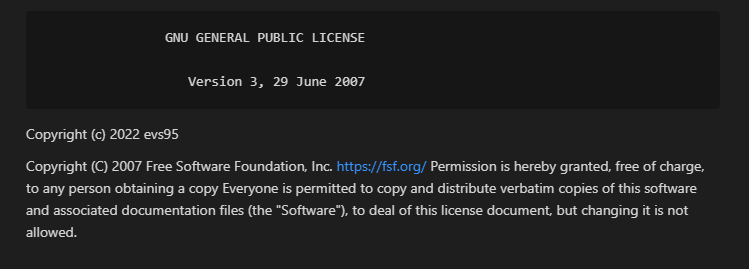 GNU GENERAL PUBLIC LICENSE
Version 3, 29 June 2007
Copyright (c) 2022 evs95
Copyright (C) 2007 Free Software Foundation, Inc. https://fsf.org/ Permission is hereby granted, free of charge,
to any person obtaining a copy Everyone is permitted to copy and distribute verbatim copies of this software
and associated documentation files (the "Software"), to deal of this license document, but changing it is not
allowed.